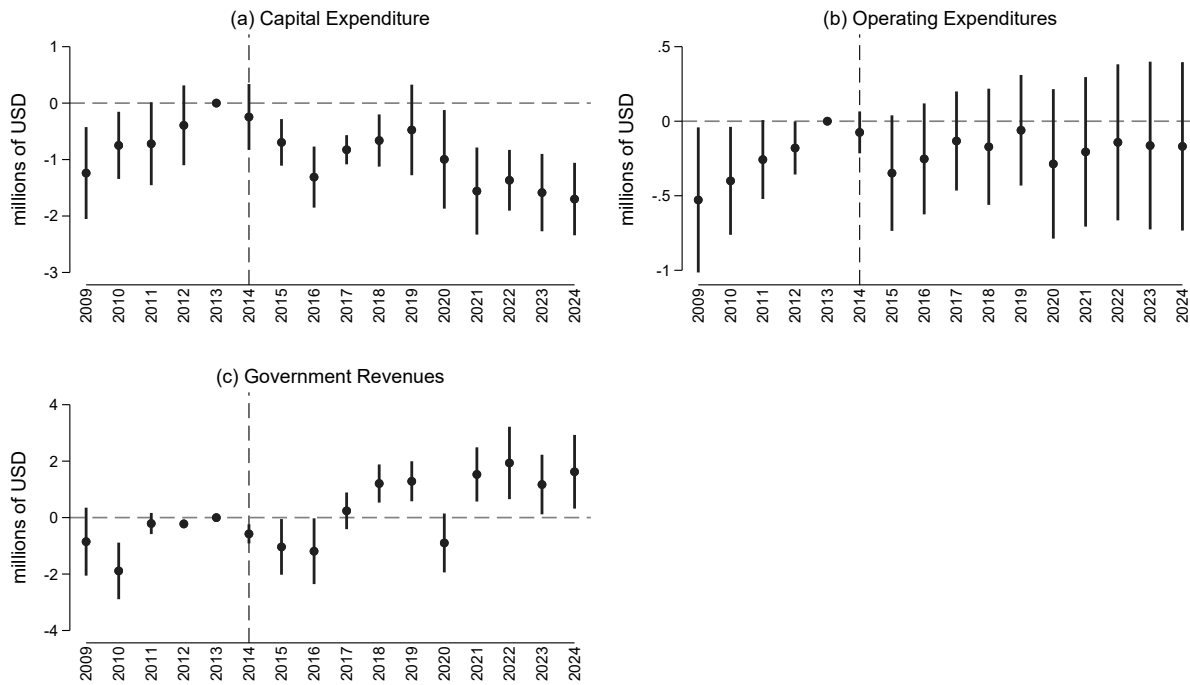 (a) Capital Expenditure
millions of USD
1
0
-1
-2
-3
2009 2010 2011 2012 2013 2014 2015 2016 2017 2018 2019 2020 2021 2022 2023 2024
(b) Operating Expenditures
millions of USD
.5
0
-.5
-1
2009 2010 2011 2012 2013 2014 2015 2016 2017 2018 2019 2020 2021 2022 2023 2024
(c) Government Revenues
millions of USD
4
2
0
-2
-4
2009 2010 2011 2012 2013 2014 2015 2016 2017 2018 2019 2020 2021 2022 2023 2024